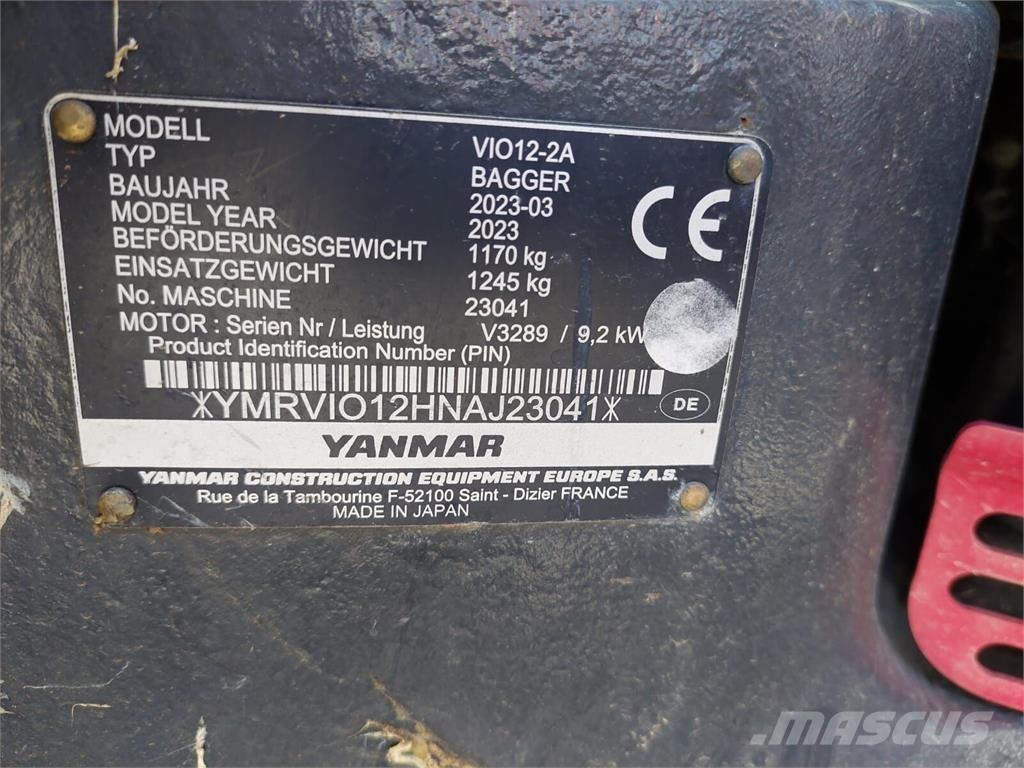 MODELL VIO12-2A
TYP BAGGER
BAUJAHR 2023-03
MODEL YEAR 2023
BEFÖRDERUNGSGEWICHT 1170 kg
EINSATZGEWICHT 1245 kg
No. MASCHINE 23041
MOTOR : Serien Nr / Leistung V3289 / 9,2 kW
Product Identification Number (PIN)
*YMRVIO12HNAJ23041*
CE
DE
YANMAR
YANMAR CONSTRUCTION EQUIPMENT EUROPE S.A.S.
Rue de la Tambourine F-52100 Saint - Dizier FRANCE
MADE IN JAPAN
MASCUS